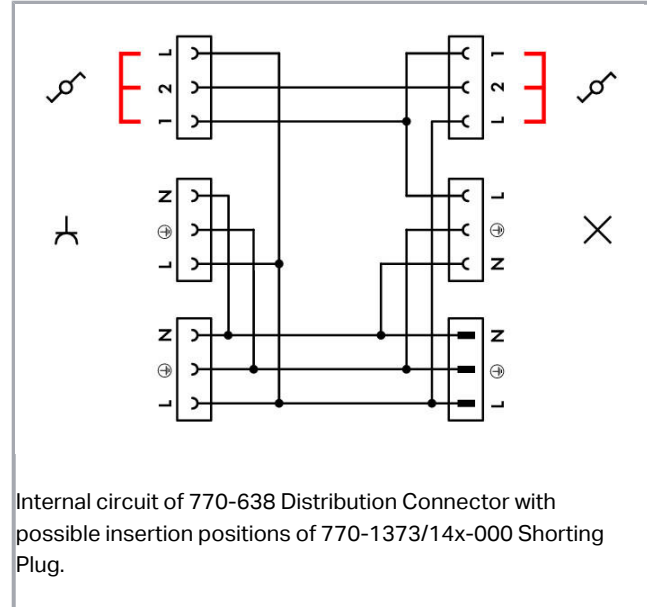 L
2
1
1
2
L
N
L
L
N
N
L
N
L
Internal circuit of 770-638 Distribution Connector with
possible insertion positions of 770-1373/14x-000 Shorting
Plug.